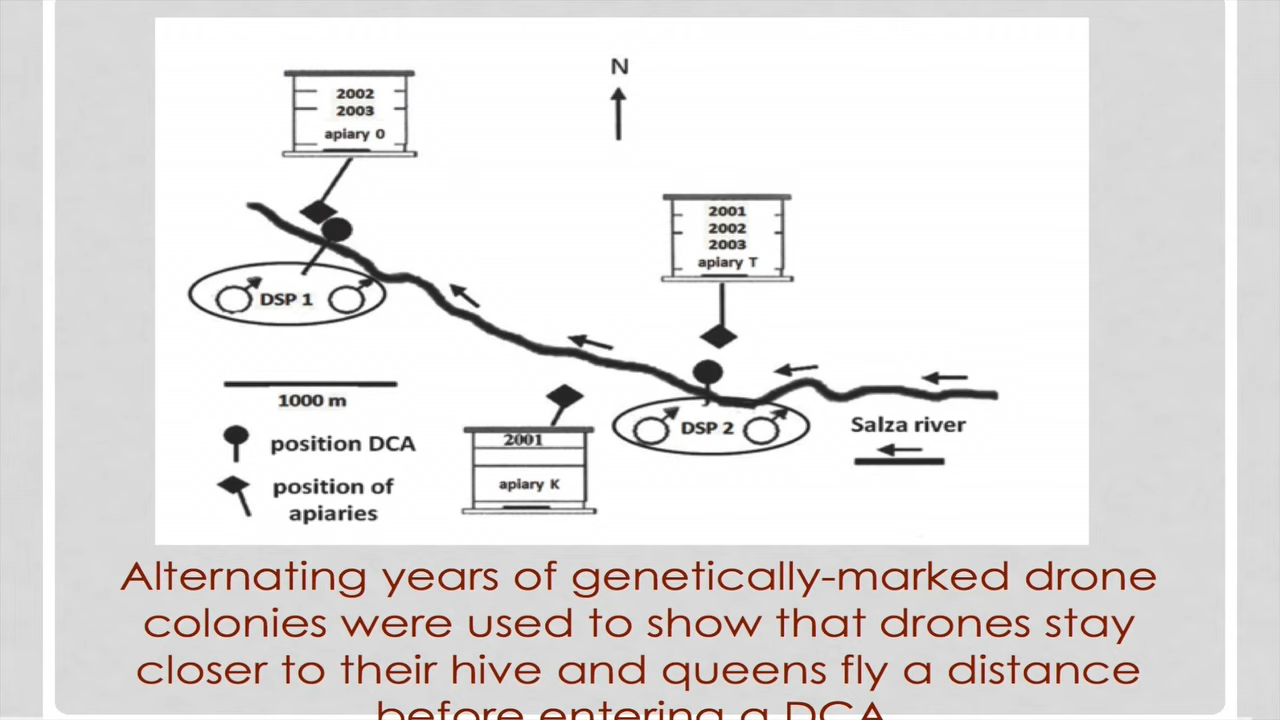 N
2002
2003
apiary 0
2001
2002
2003
apiary T
DSP 1
1000 m
position DCA
position of
apiaries
2001
apiary K
DSP 2
Salza river
Alternating years of genetically-marked drone
colonies were used to show that drones stay
closer to their hive and queens fly a distance
before entering a DCA